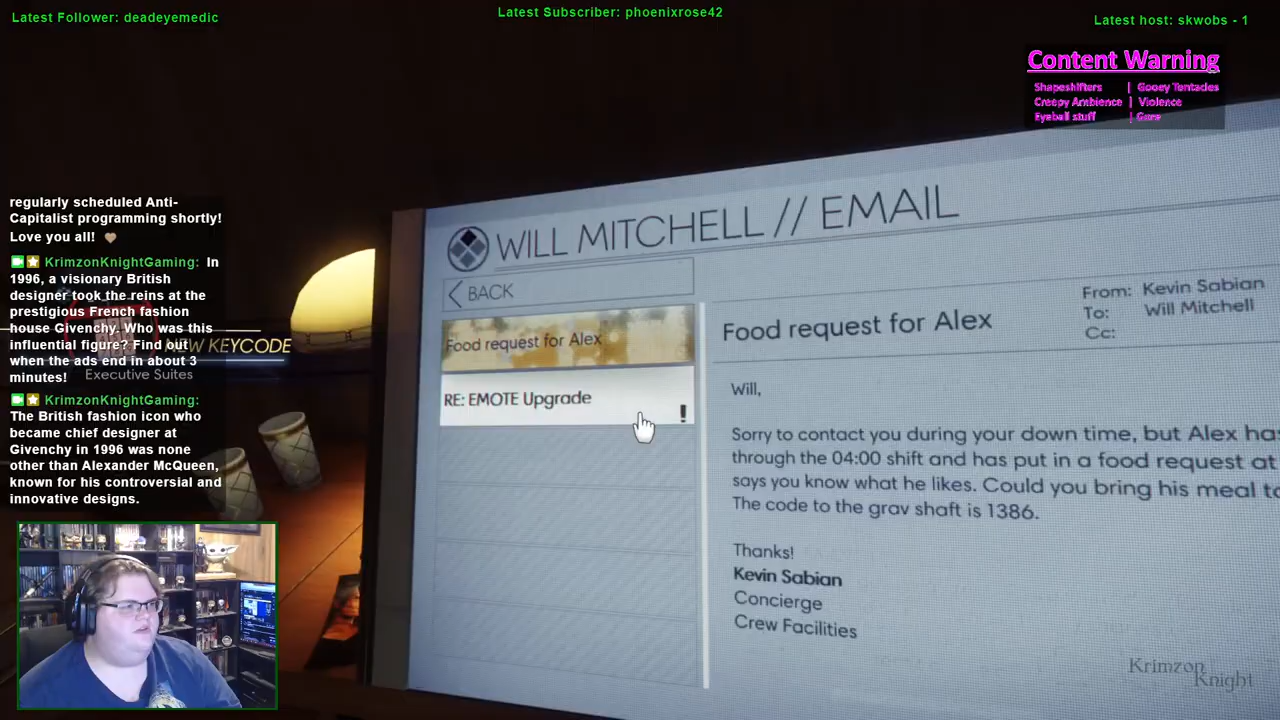 Latest Follower: deadeyemedic
Latest Subscriber: phoenixrose42
Latest host: skwobs - 1
Content Warning
Shapeshifters | Gooey Tentacles
Creepy Ambience | Violence
Eyeball stuff | Gore
regularly scheduled Anti-
Capitalist programming shortly!
Love you all!
KrimzonKnightGaming: In
1996, a visionary British
designer took the reins at the
prestigious French fashion
house Givenchy. Who was this
influential figure? Find out
when the ads end in about 3
minutes!
KrimzonKnightGaming:
The British fashion icon who
became chief designer at
Givenchy in 1996 was none
other than Alexander McQueen,
known for his controversial and
innovative designs.
NEW KEYCODE
Executive Suites
WILL MITCHELL // EMAIL
BACK
Food request for Alex
RE: EMOTE Upgrade
!
Food request for Alex
From: Kevin Sabian
To: Will Mitchell
Cc:
Will,
Sorry to contact you during your down time, but Alex has
through the 04:00 shift and has put in a food request at
says you know what he likes. Could you bring his meal to
The code to the grav shaft is 1386.
Thanks!
Kevin Sabian
Concierge
Crew Facilities
Krimzon
Knight